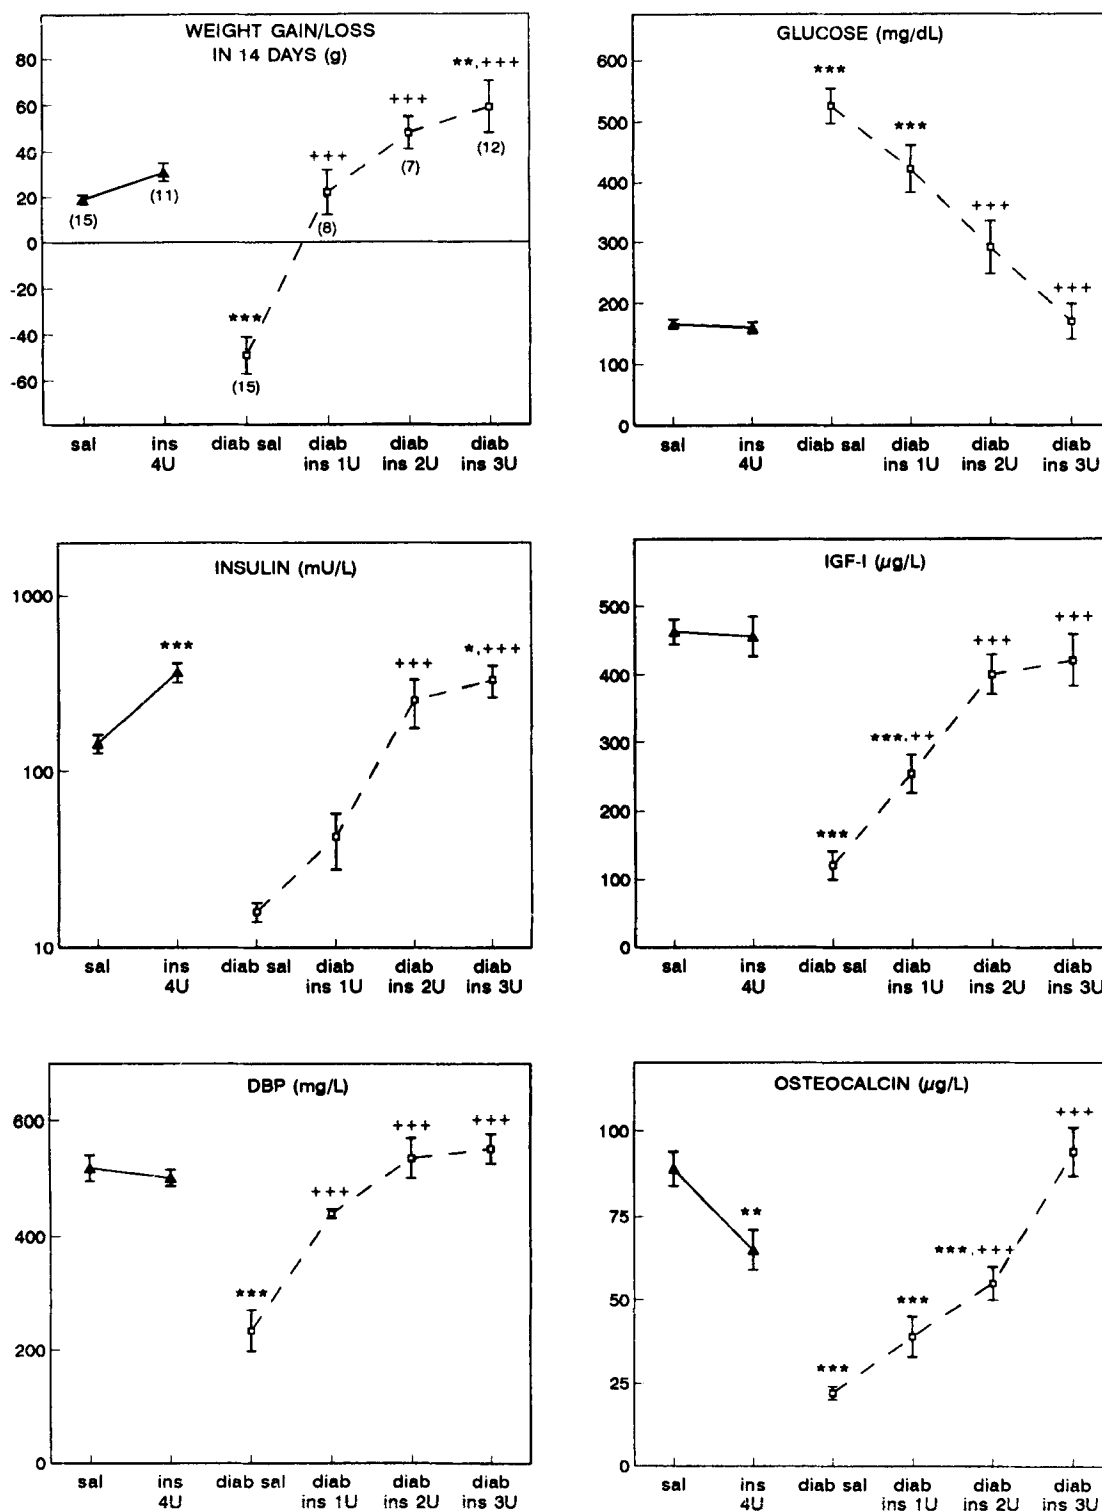 WEIGHT GAIN/LOSS
IN 14 DAYS (g)
80
60
40
20
0
-20
-40
-60
**,+++
+++
+++
***
(15)
(11)
(15)
(8)
(7)
(12)
sal
ins
4U
diab sal
diab
ins 1U
diab
ins 2U
diab
ins 3U
GLUCOSE (mg/dL)
600
500
400
300
200
100
0
***
***
+++
+++
sal
ins
4U
diab sal
diab
ins 1U
diab
ins 2U
diab
ins 3U
INSULIN (mU/L)
1000
100
10
***
+++
*,+++
sal
ins
4U
diab sal
diab
ins 1U
diab
ins 2U
diab
ins 3U
IGF-I (µg/L)
500
400
300
200
100
0
***
***,++
+++
+++
sal
ins
4U
diab sal
diab
ins 1U
diab
ins 2U
diab
ins 3U
DBP (mg/L)
600
400
200
0
***
+++
+++
+++
sal
ins
4U
diab sal
diab
ins 1U
diab
ins 2U
diab
ins 3U
OSTEOCALCIN (µg/L)
100
75
50
25
0
**
***
***
***,+++
+++
sal
ins
4U
diab sal
diab
ins 1U
diab
ins 2U
diab
ins 3U